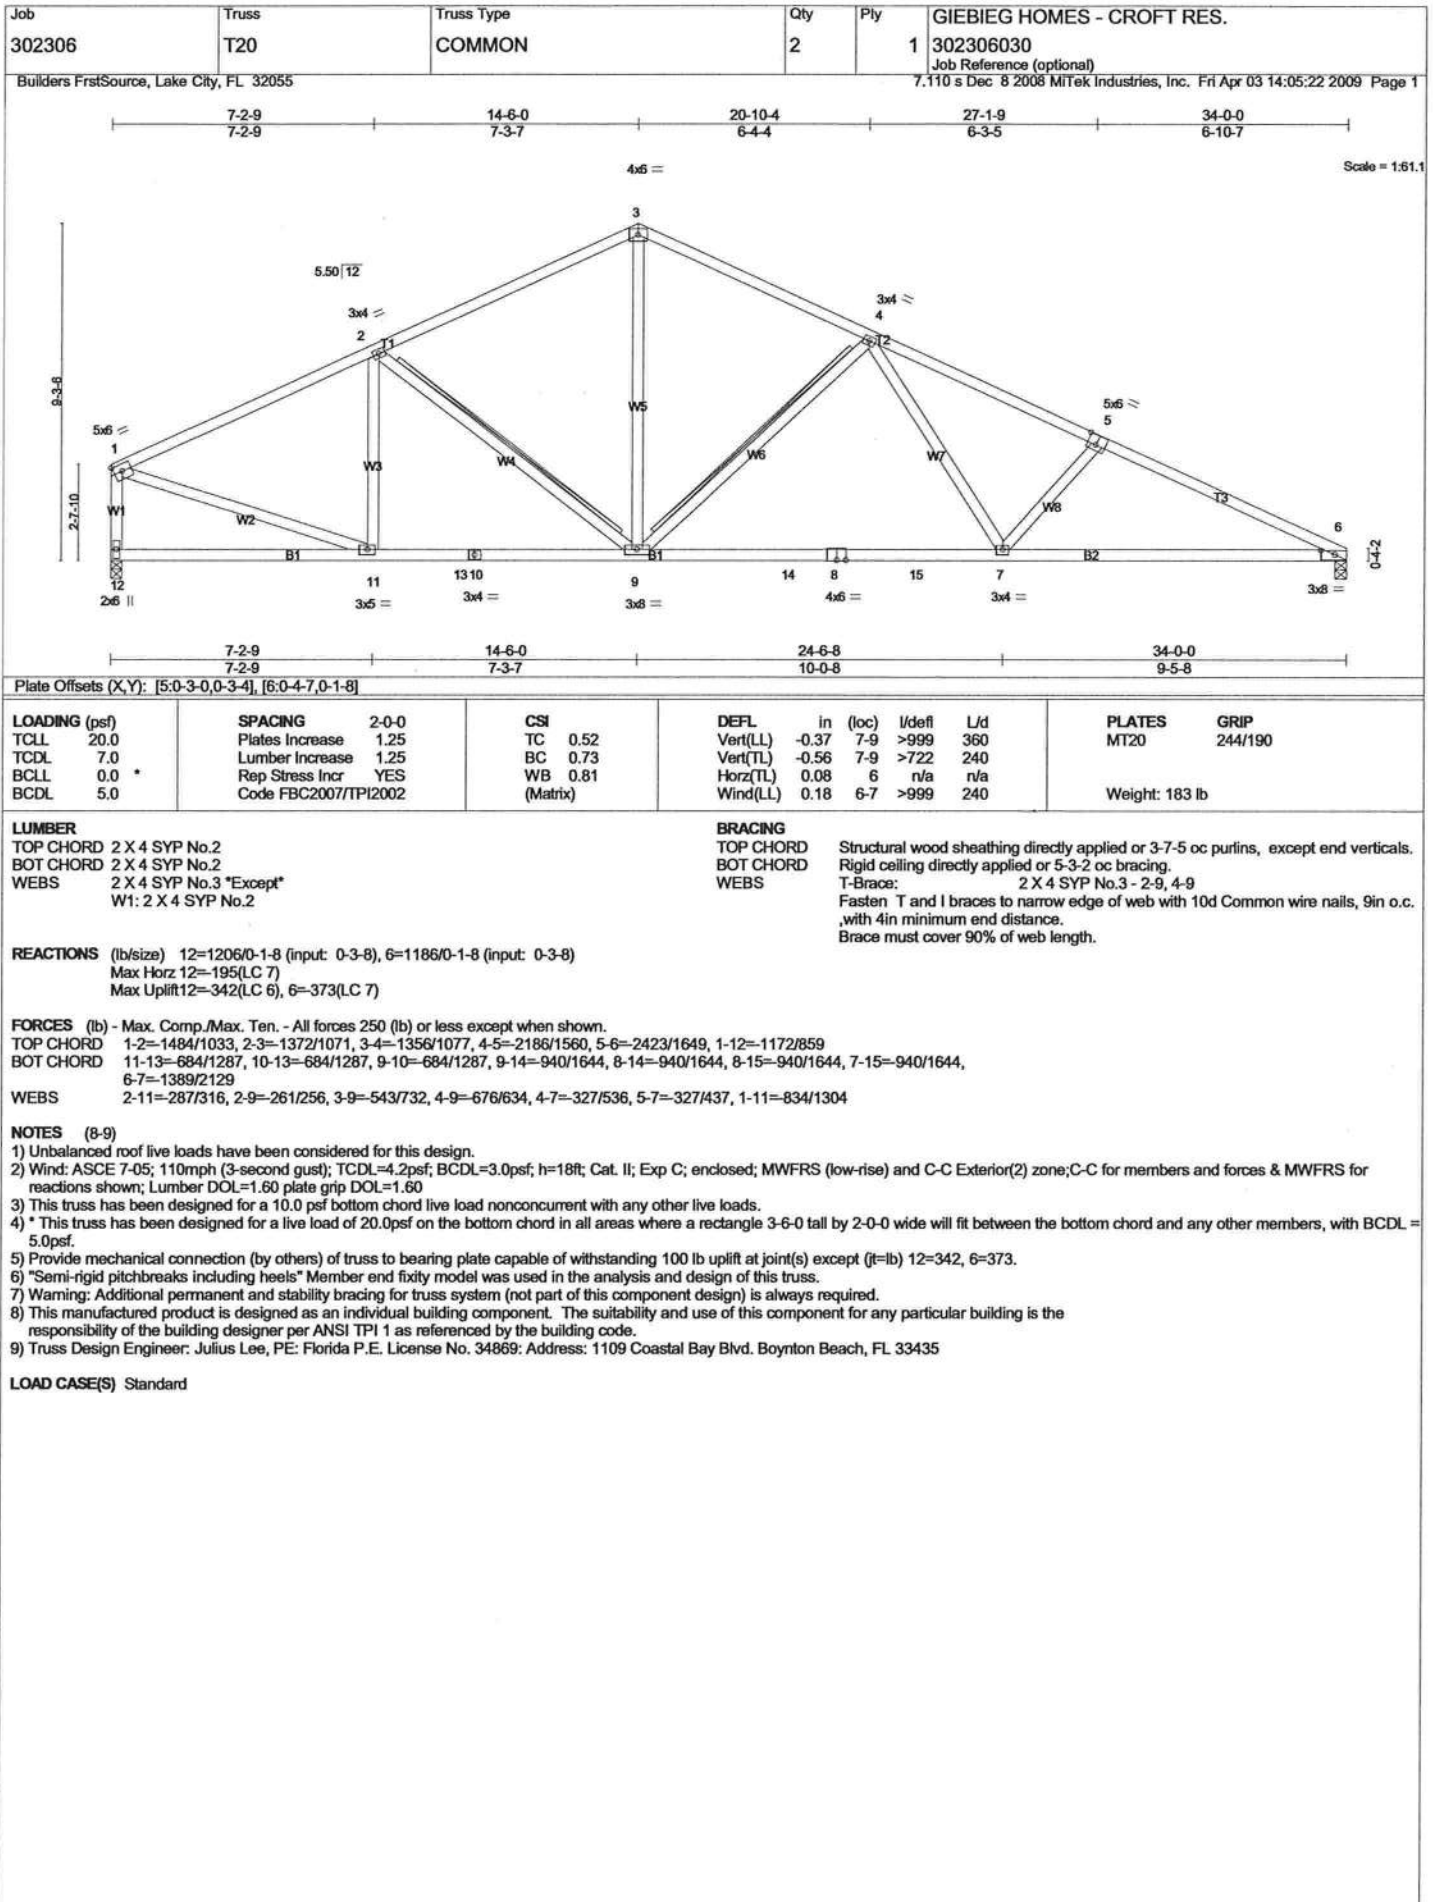 Job Truss Truss Type Qty Ply GIEBIEG HOMES - CROFT RES.
302306 T20 COMMON 2 1 302306030
Job Reference (optional)
Builders FrstSource, Lake City, FL 32055 7.110 s Dec 8 2008 MiTek Industries, Inc. Fri Apr 03 14:05:22 2009 Page 1
7-2-9 14-6-0 20-10-4 27-1-9 34-0-0
7-2-9 7-3-7 6-4-4 6-3-5 6-10-7
Scale = 1:61.1
4x6 =
3
5.50 12
3x4 =
3x4 =
2 T1
4 T2
9-3-6
5x6 =
5x6 =
1
5
W5
W3 W4 W6 W7
2-7-10
W1 W2 W8 T3
6
B1 B1 B2
0-4-2
12 11 13 10 9 14 8 15 7
2x6 || 3x5 = 3x4 = 3x8 = 4x6 = 3x4 = 3x8 =
7-2-9 14-6-0 24-6-8 34-0-0
7-2-9 7-3-7 10-0-8 9-5-8
Plate Offsets (X,Y): [5:0-3-0,0-3-4], [6:0-4-7,0-1-8]
LOADING (psf) SPACING 2-0-0 CSI DEFL in (loc) l/defl L/d PLATES GRIP
TCLL 20.0 Plates Increase 1.25 TC 0.52 Vert(LL) -0.37 7-9 >999 360 MT20 244/190
TCDL 7.0 Lumber Increase 1.25 BC 0.73 Vert(TL) -0.56 7-9 >722 240
BCLL 0.0 * Rep Stress Incr YES WB 0.81 Horz(TL) 0.08 6 n/a n/a
BCDL 5.0 Code FBC2007/TPI2002 (Matrix) Wind(LL) 0.18 6-7 >999 240 Weight: 183 lb
LUMBER
TOP CHORD 2 X 4 SYP No.2
BOT CHORD 2 X 4 SYP No.2
WEBS 2 X 4 SYP No.3 *Except*
W1: 2 X 4 SYP No.2
BRACING
TOP CHORD Structural wood sheathing directly applied or 3-7-5 oc purlins, except end verticals.
BOT CHORD Rigid ceiling directly applied or 5-3-2 oc bracing.
WEBS T-Brace: 2 X 4 SYP No.3 - 2-9, 4-9
Fasten T and I braces to narrow edge of web with 10d Common wire nails, 9in o.c.
,with 4in minimum end distance.
Brace must cover 90% of web length.
REACTIONS (lb/size) 12=1206/0-1-8 (input: 0-3-8), 6=1186/0-1-8 (input: 0-3-8)
Max Horz 12=-195(LC 7)
Max Uplift12=-342(LC 6), 6=-373(LC 7)
FORCES (lb) - Max. Comp./Max. Ten. - All forces 250 (lb) or less except when shown.
TOP CHORD 1-2=-1484/1033, 2-3=-1372/1071, 3-4=-1356/1077, 4-5=-2186/1560, 5-6=-2423/1649, 1-12=-1172/859
BOT CHORD 11-13=-684/1287, 10-13=-684/1287, 9-10=-684/1287, 9-14=-940/1644, 8-14=-940/1644, 8-15=-940/1644, 7-15=-940/1644,
6-7=-1389/2129
WEBS 2-11=-287/316, 2-9=-261/256, 3-9=-543/732, 4-9=-676/634, 4-7=-327/536, 5-7=-327/437, 1-11=-834/1304
NOTES (8-9)
1) Unbalanced roof live loads have been considered for this design.
2) Wind: ASCE 7-05; 110mph (3-second gust); TCDL=4.2psf; BCDL=3.0psf; h=18ft; Cat. II; Exp C; enclosed; MWFRS (low-rise) and C-C Exterior(2) zone;C-C for members and forces & MWFRS for
reactions shown; Lumber DOL=1.60 plate grip DOL=1.60
3) This truss has been designed for a 10.0 psf bottom chord live load nonconcurrent with any other live loads.
4) * This truss has been designed for a live load of 20.0psf on the bottom chord in all areas where a rectangle 3-6-0 tall by 2-0-0 wide will fit between the bottom chord and any other members, with BCDL =
5.0psf.
5) Provide mechanical connection (by others) of truss to bearing plate capable of withstanding 100 lb uplift at joint(s) except (jt=lb) 12=342, 6=373.
6) "Semi-rigid pitchbreaks including heels" Member end fixity model was used in the analysis and design of this truss.
7) Warning: Additional permanent and stability bracing for truss system (not part of this component design) is always required.
8) This manufactured product is designed as an individual building component. The suitability and use of this component for any particular building is the
responsibility of the building designer per ANSI TPI 1 as referenced by the building code.
9) Truss Design Engineer: Julius Lee, PE: Florida P.E. License No. 34869: Address: 1109 Coastal Bay Blvd. Boynton Beach, FL 33435
LOAD CASE(S) Standard